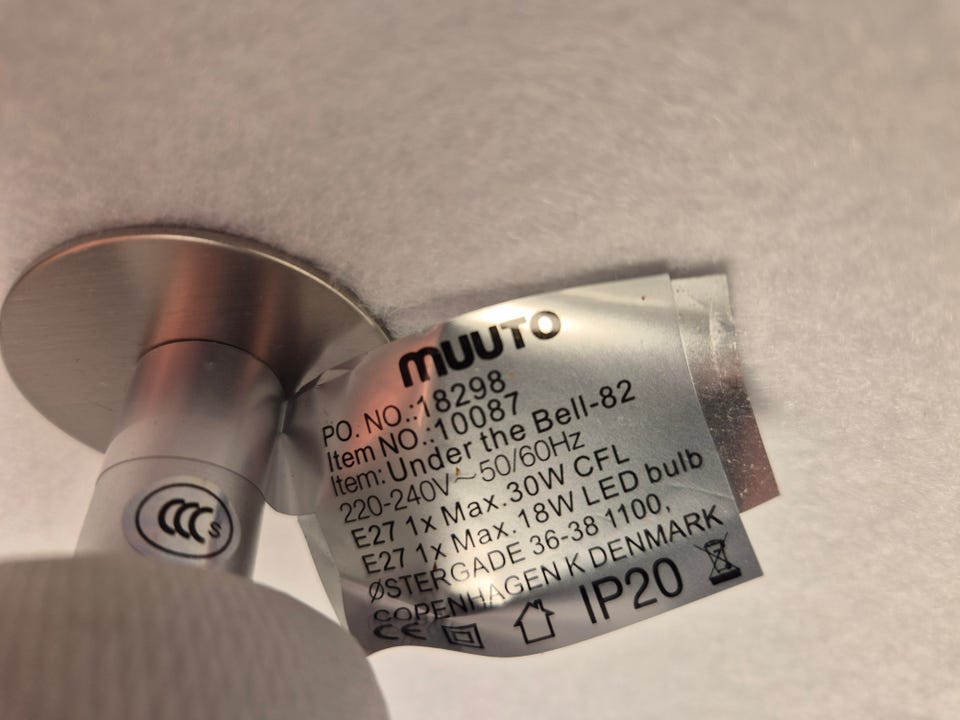 muuto
PO. NO.:18298
Item NO.:10087
Item: Under the Bell-82
220-240V～50/60Hz
E27 1x Max.30W CFL
E27 1x Max.18W LED bulb
ØSTERGADE 36-38 1100,
COPENHAGEN K DENMARK
CE IP20
CCC S